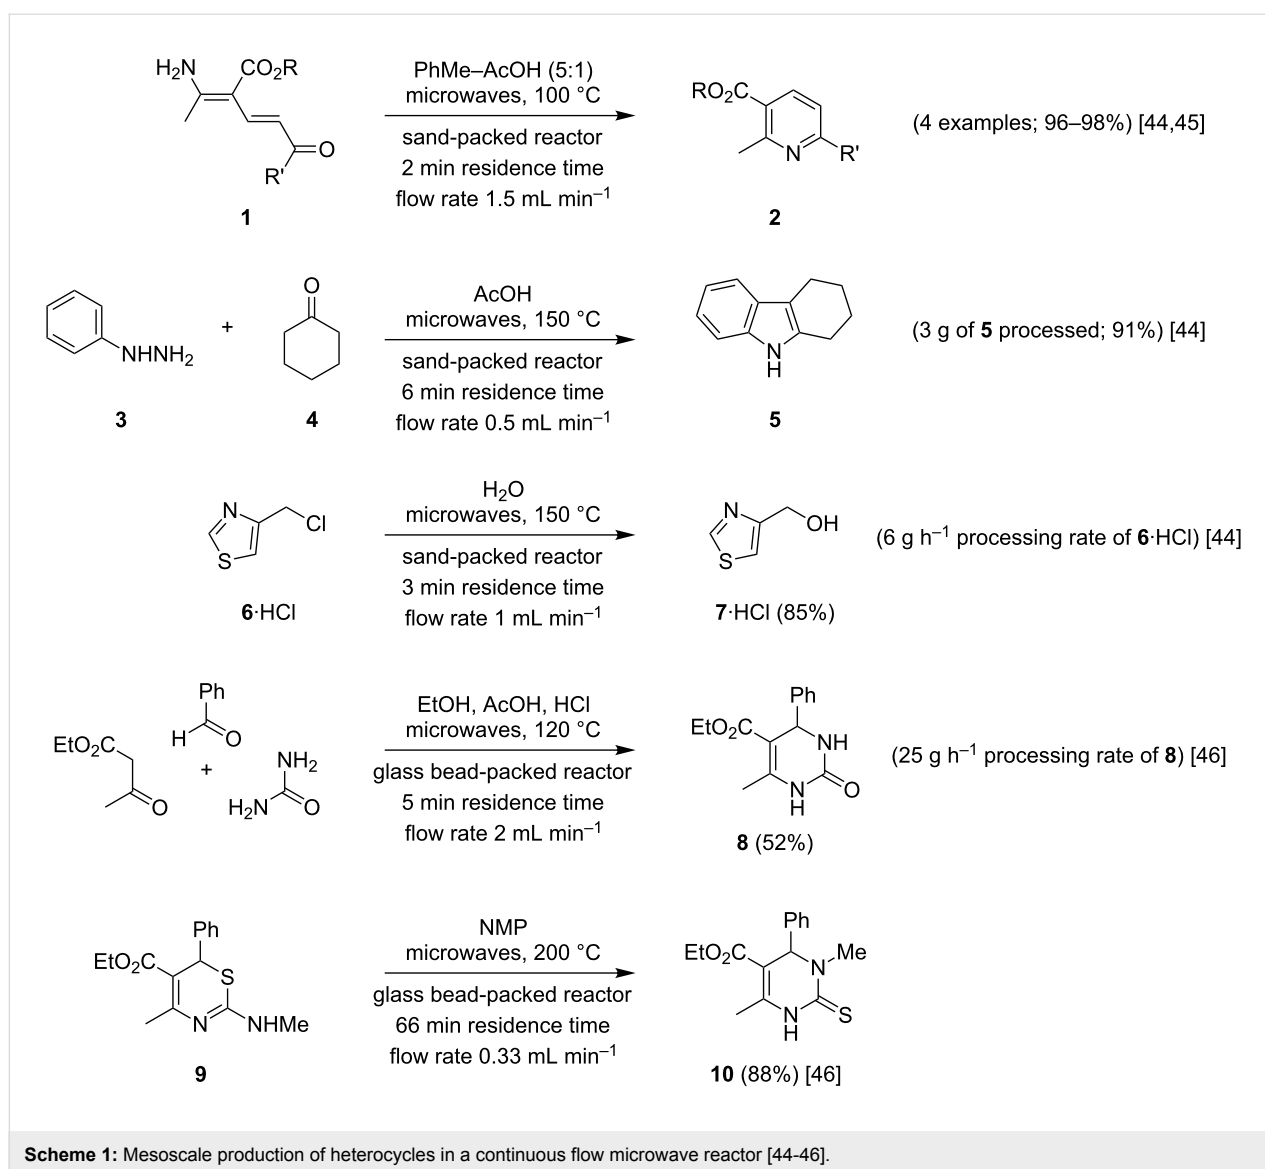 H₂N CO₂R
R' O
1
PhMe–AcOH (5:1)
microwaves, 100 °C
sand-packed reactor
2 min residence time
flow rate 1.5 mL min⁻¹
RO₂C
N R'
2
(4 examples; 96–98%) [44,45]
NHNH₂
3
+
O
4
AcOH
microwaves, 150 °C
sand-packed reactor
6 min residence time
flow rate 0.5 mL min⁻¹
N
H
5
(3 g of 5 processed; 91%) [44]
N Cl
S
6·HCl
H₂O
microwaves, 150 °C
sand-packed reactor
3 min residence time
flow rate 1 mL min⁻¹
N OH
S
7·HCl (85%)
(6 g h⁻¹ processing rate of 6·HCl) [44]
Ph
H O
EtO₂C
O
+
NH₂
H₂N O
EtOH, AcOH, HCl
microwaves, 120 °C
glass bead-packed reactor
5 min residence time
flow rate 2 mL min⁻¹
Ph
EtO₂C NH
N O
H
8 (52%)
(25 g h⁻¹ processing rate of 8) [46]
Ph
EtO₂C S
N NHMe
9
NMP
microwaves, 200 °C
glass bead-packed reactor
66 min residence time
flow rate 0.33 mL min⁻¹
Ph
EtO₂C N Me
N S
H
10 (88%) [46]
Scheme 1: Mesoscale production of heterocycles in a continuous flow microwave reactor [44-46].